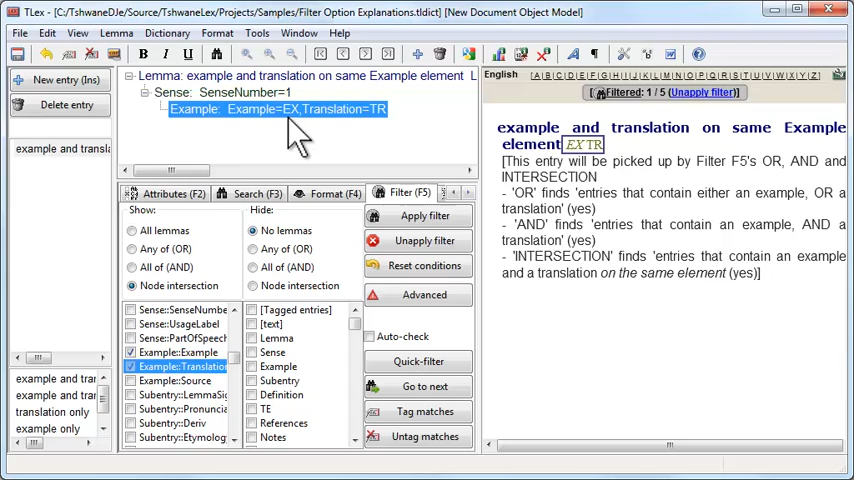 TLex - [C:/TshwaneDJe/Source/TshwaneLex/Projects/Samples/Filter Option Explanations.tldict] [New Document Object Model]
File Edit View Lemma Dictionary Format Tools Window Help
New entry (Ins)
Delete entry
example and transla
example and trar
example and trar
translation only
example only
Lemma: example and translation on same Example element L
Sense: SenseNumber=1
Example: Example=EX,Translation=TR
Attributes (F2) Search (F3) Format (F4) Filter (F5)
Show:
All lemmas
Any of (OR)
All of (AND)
Node intersection
Hide:
No lemmas
Any of (OR)
All of (AND)
Node intersection
Sense::SenseNumbe
Sense::UsageLabel
Sense::PartOfSpeech
Example::Example
Example::Translation
Example::Source
Subentry::LemmaSig
Subentry::Pronuncia
Subentry::Deriv
Subentry::Etymology
[Tagged entries]
[text]
Lemma
Sense
Example
Subentry
Definition
TE
References
Notes
Apply filter
Unapply filter
Reset conditions
Advanced
Auto-check
Quick-filter
Go to next
Tag matches
Untag matches
English A B C D E F G H I J K L M N O P Q R S T U V W X Y Z
[ Filtered: 1 / 5 (Unapply filter)]
example and translation on same Example
element EX TR
[This entry will be picked up by Filter F5's OR, AND and
INTERSECTION
- 'OR' finds 'entries that contain either an example, OR a
translation' (yes)
- 'AND' finds 'entries that contain an example, AND a
translation' (yes)
- 'INTERSECTION' finds 'entries that contain an example
and a translation on the same element (yes)]